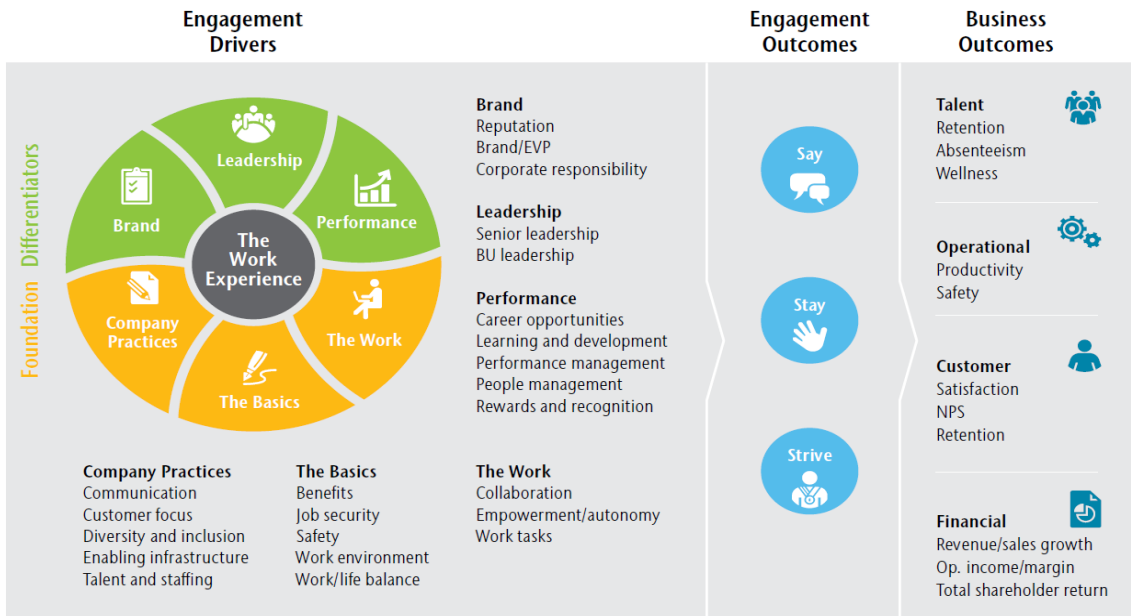 Engagement
Drivers
Engagement
Outcomes
Business
Outcomes
Differentiators
Foundation
Leadership
Brand
Performance
The
Work
Experience
Company
Practices
The Work
The Basics
Brand
Reputation
Brand/EVP
Corporate responsibility
Leadership
Senior leadership
BU leadership
Performance
Career opportunities
Learning and development
Performance management
People management
Rewards and recognition
Company Practices
Communication
Customer focus
Diversity and inclusion
Enabling infrastructure
Talent and staffing
The Basics
Benefits
Job security
Safety
Work environment
Work/life balance
The Work
Collaboration
Empowerment/autonomy
Work tasks
Say
Stay
Strive
Talent
Retention
Absenteeism
Wellness
Operational
Productivity
Safety
Customer
Satisfaction
NPS
Retention
Financial
Revenue/sales growth
Op. income/margin
Total shareholder return